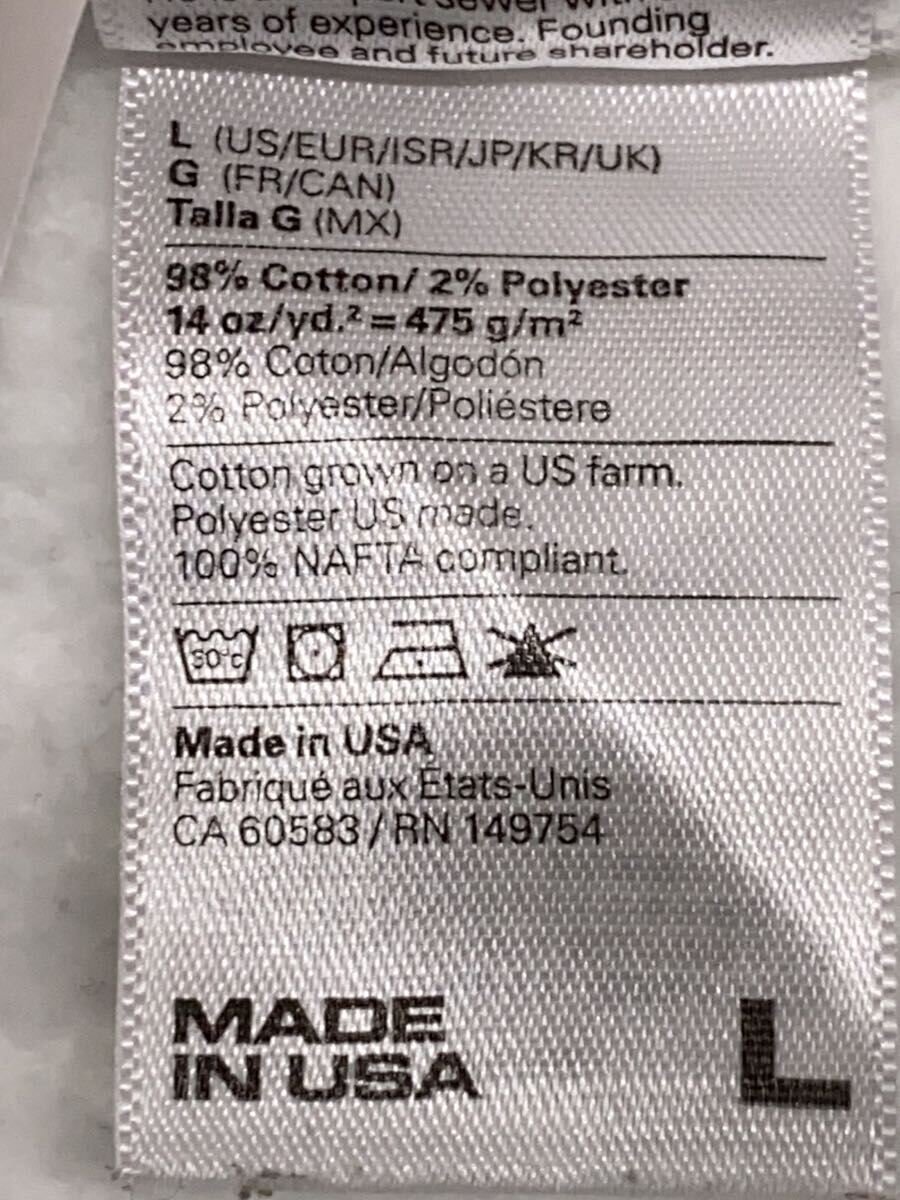 years of experience. Founding
employee and future shareholder.
L (US/EUR/ISR/JP/KR/UK)
G (FR/CAN)
Talla G (MX)
98% Cotton/ 2% Polyester
14 oz/yd.² = 475 g/m²
98% Coton/Algodón
2% Polyester/Poliéstere
Cotton grown on a US farm.
Polyester US made.
100% NAFTA compliant.
30°C
Made in USA
Fabriqué aux États-Unis
CA 60583 / RN 149754
MADE
IN USA
L